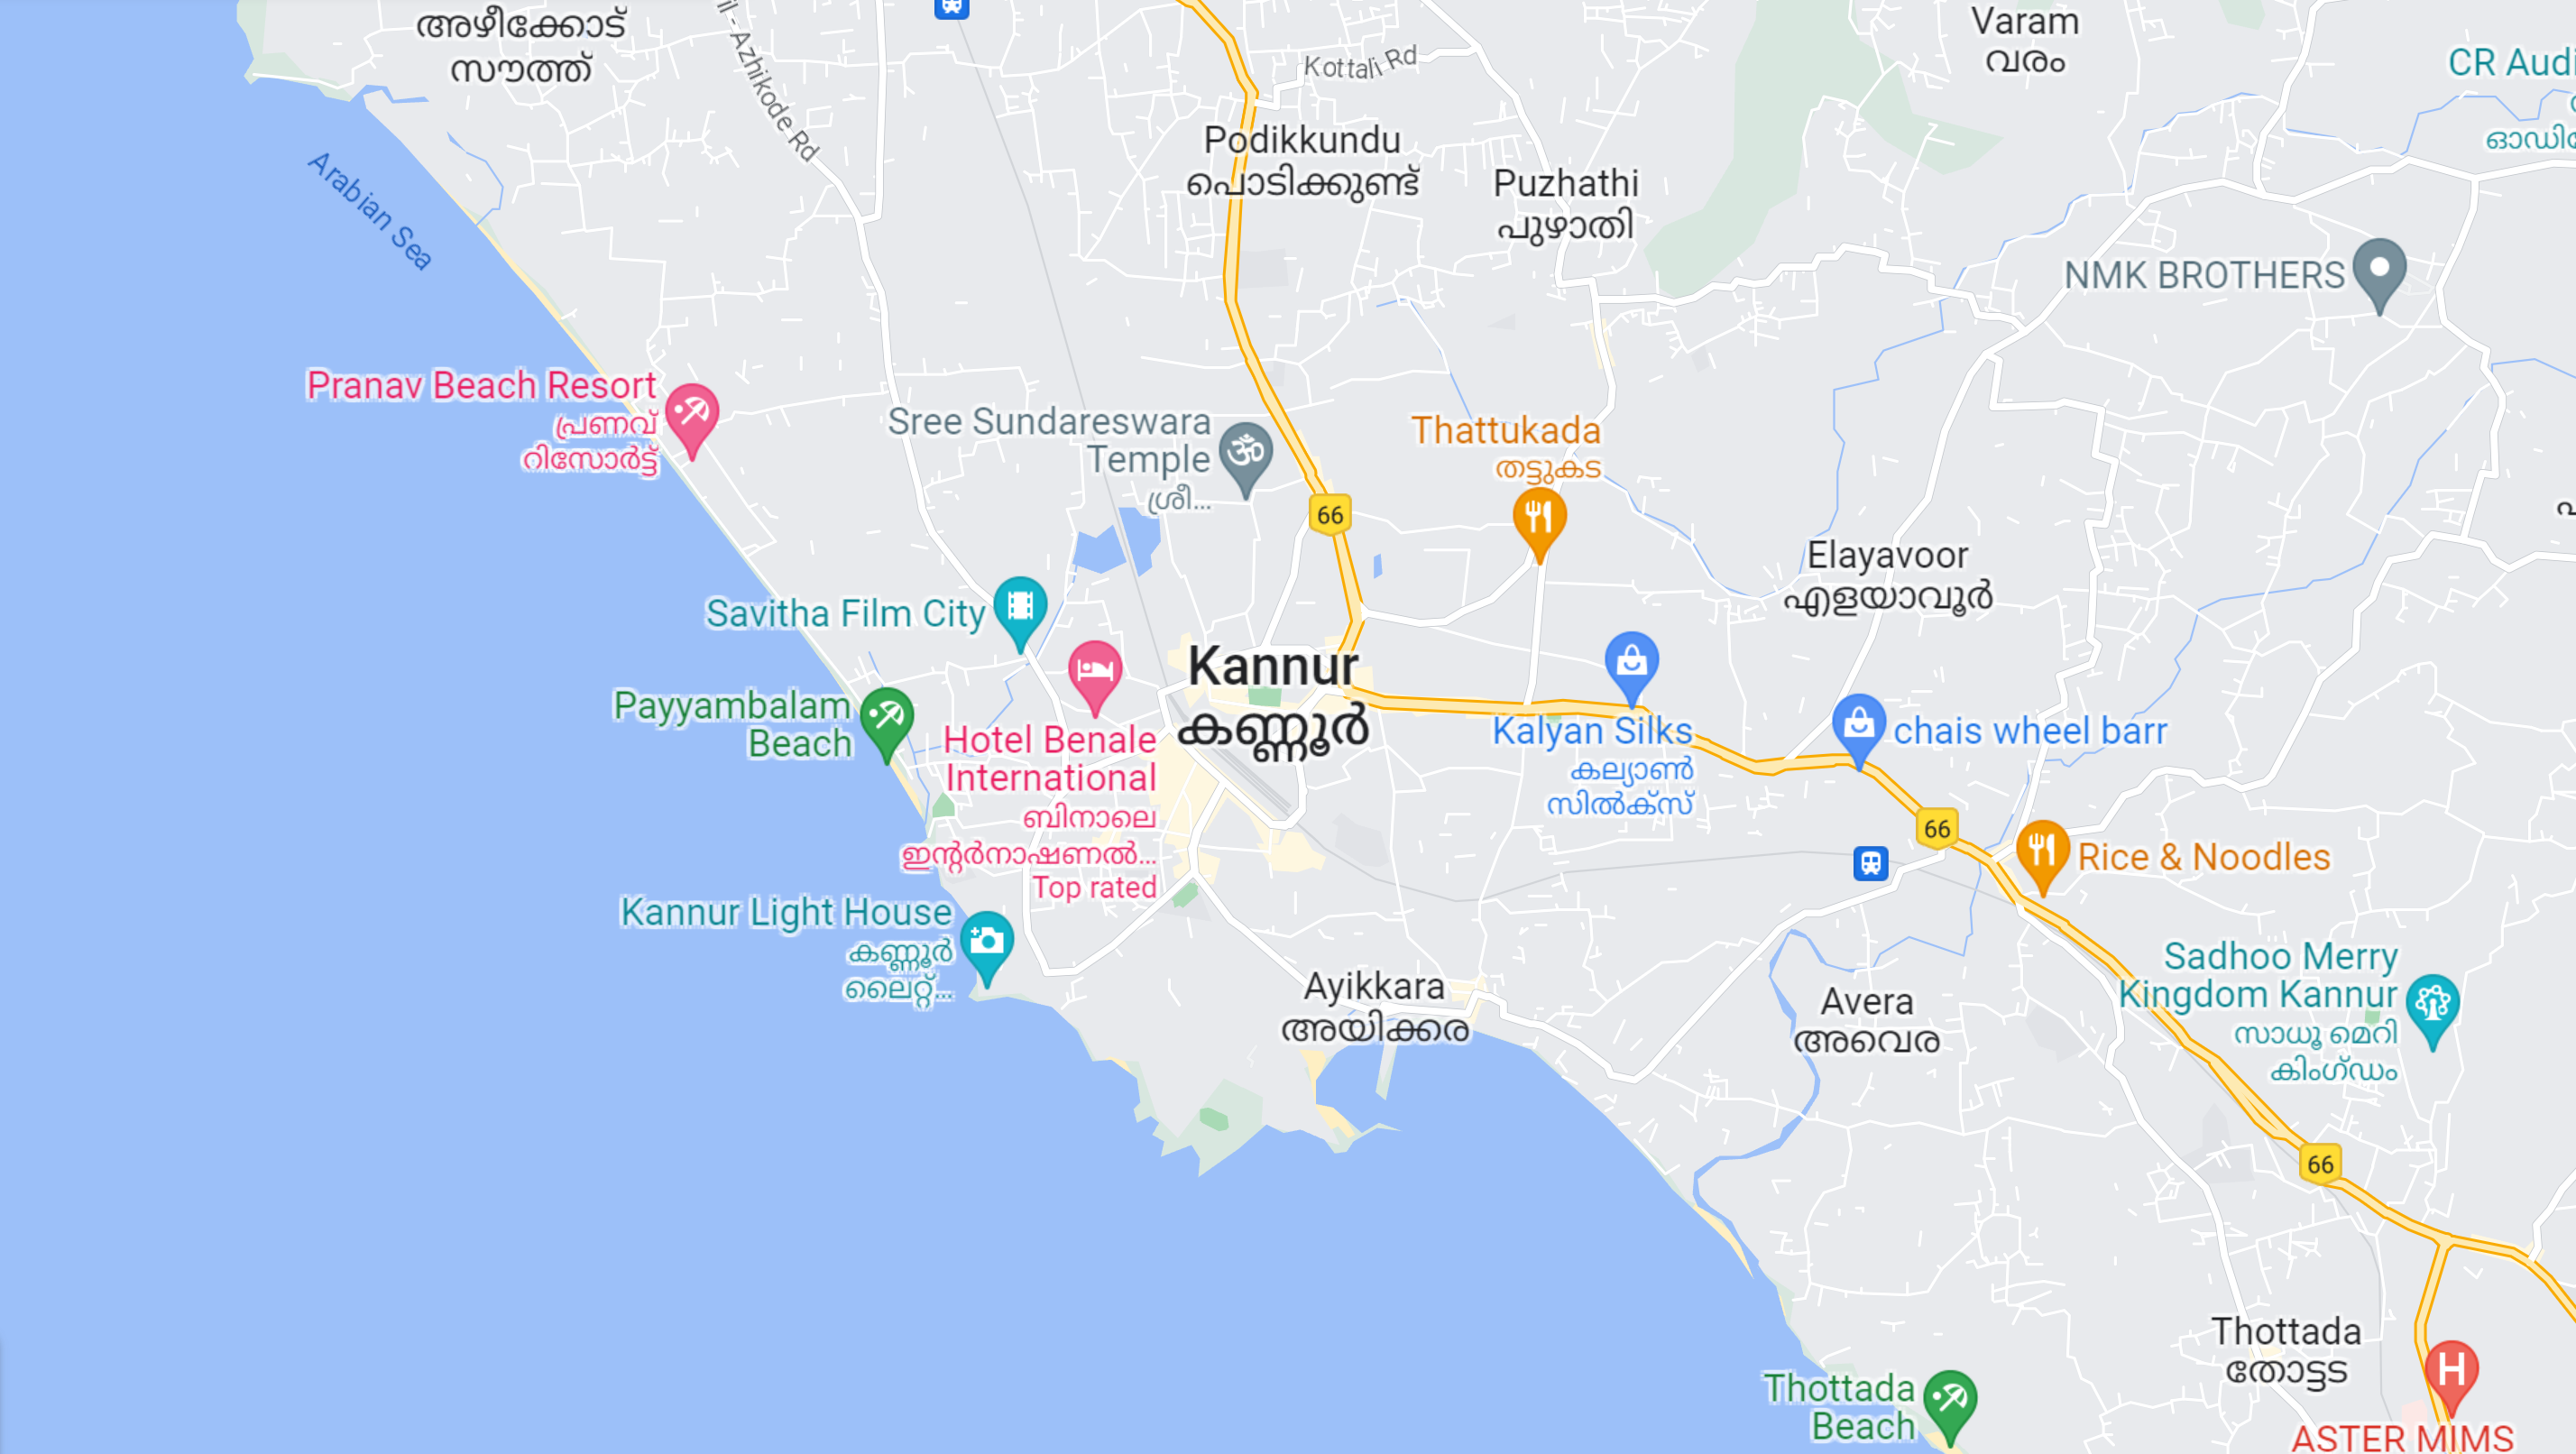 അഴീക്കോട്
സൗത്ത്
il - Azhikode Rd
Kottali Rd
Varam
വരം
CR Audi
Arabian Sea
Podikkundu
പൊടിക്കുണ്ട്
Puzhathi
പുഴാതി
NMK BROTHERS
Pranav Beach Resort
പ്രണവ്
റിസോർട്ട്
Sree Sundareswara
Temple
ശ്രീ...
Thattukada
തട്ടുകട
66
Elayavoor
എളയാവൂർ
Savitha Film City
Kannur
കണ്ണൂർ
Payyambalam
Beach
Hotel Benale
International
ബിനാലെ
ഇന്റർനാഷണൽ...
Top rated
Kalyan Silks
കല്യാൺ
സിൽക്സ്
chais wheel barr
66
Rice & Noodles
Kannur Light House
കണ്ണൂർ
ലൈറ്റ്...
Ayikkara
അയിക്കര
Avera
അവെര
Sadhoo Merry
Kingdom Kannur
സാധൂ മെറി
കിംഗ്ഡം
66
Thottada
തോട്ട
Thottada
Beach
H
ASTER MIMS